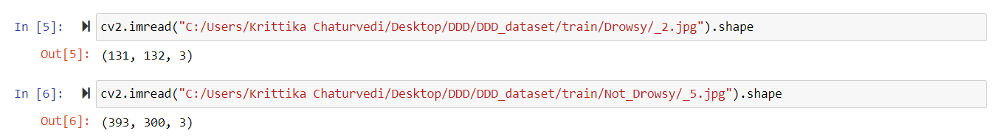 In [5]: cv2.imread("C:/Users/Krittika Chaturvedi/Desktop/DDD/DDD_dataset/train/Drowsy/_2.jpg").shape
Out[5]: (131, 132, 3)
In [6]: cv2.imread("C:/Users/Krittika Chaturvedi/Desktop/DDD/DDD_dataset/train/Not_Drowsy/_5.jpg").shape
Out[6]: (393, 300, 3)